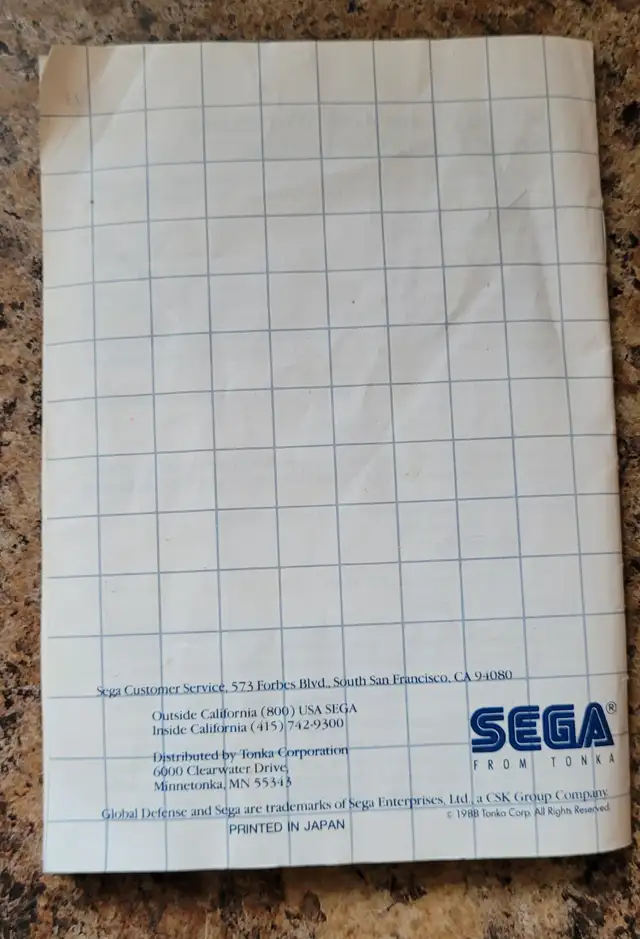 Sega Customer Service, 573 Forbes Blvd., South San Francisco, CA 94080
Outside California (800) USA SEGA
Inside California (415) 742-9300
Distributed by Tonka Corporation
6000 Clearwater Drive,
Minnetonka, MN 55343
SEGA®
FROM TONKA
Global Defense and Sega are trademarks of Sega Enterprises, Ltd., a CSK Group Company.
© 1988 Tonka Corp. All Rights Reserved.
PRINTED IN JAPAN